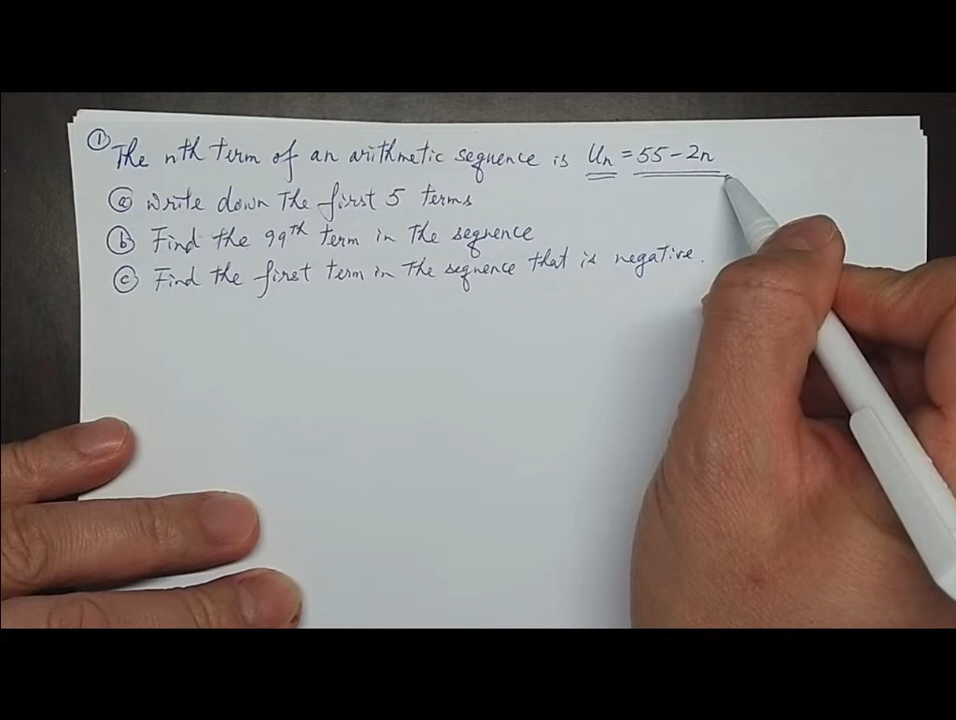 ① The nth term of an arithmetic sequence is Un = 55 - 2n
ⓐ Write down the first 5 terms
ⓑ Find the 99th term in the sequence
ⓒ Find the first term in the sequence that is negative.